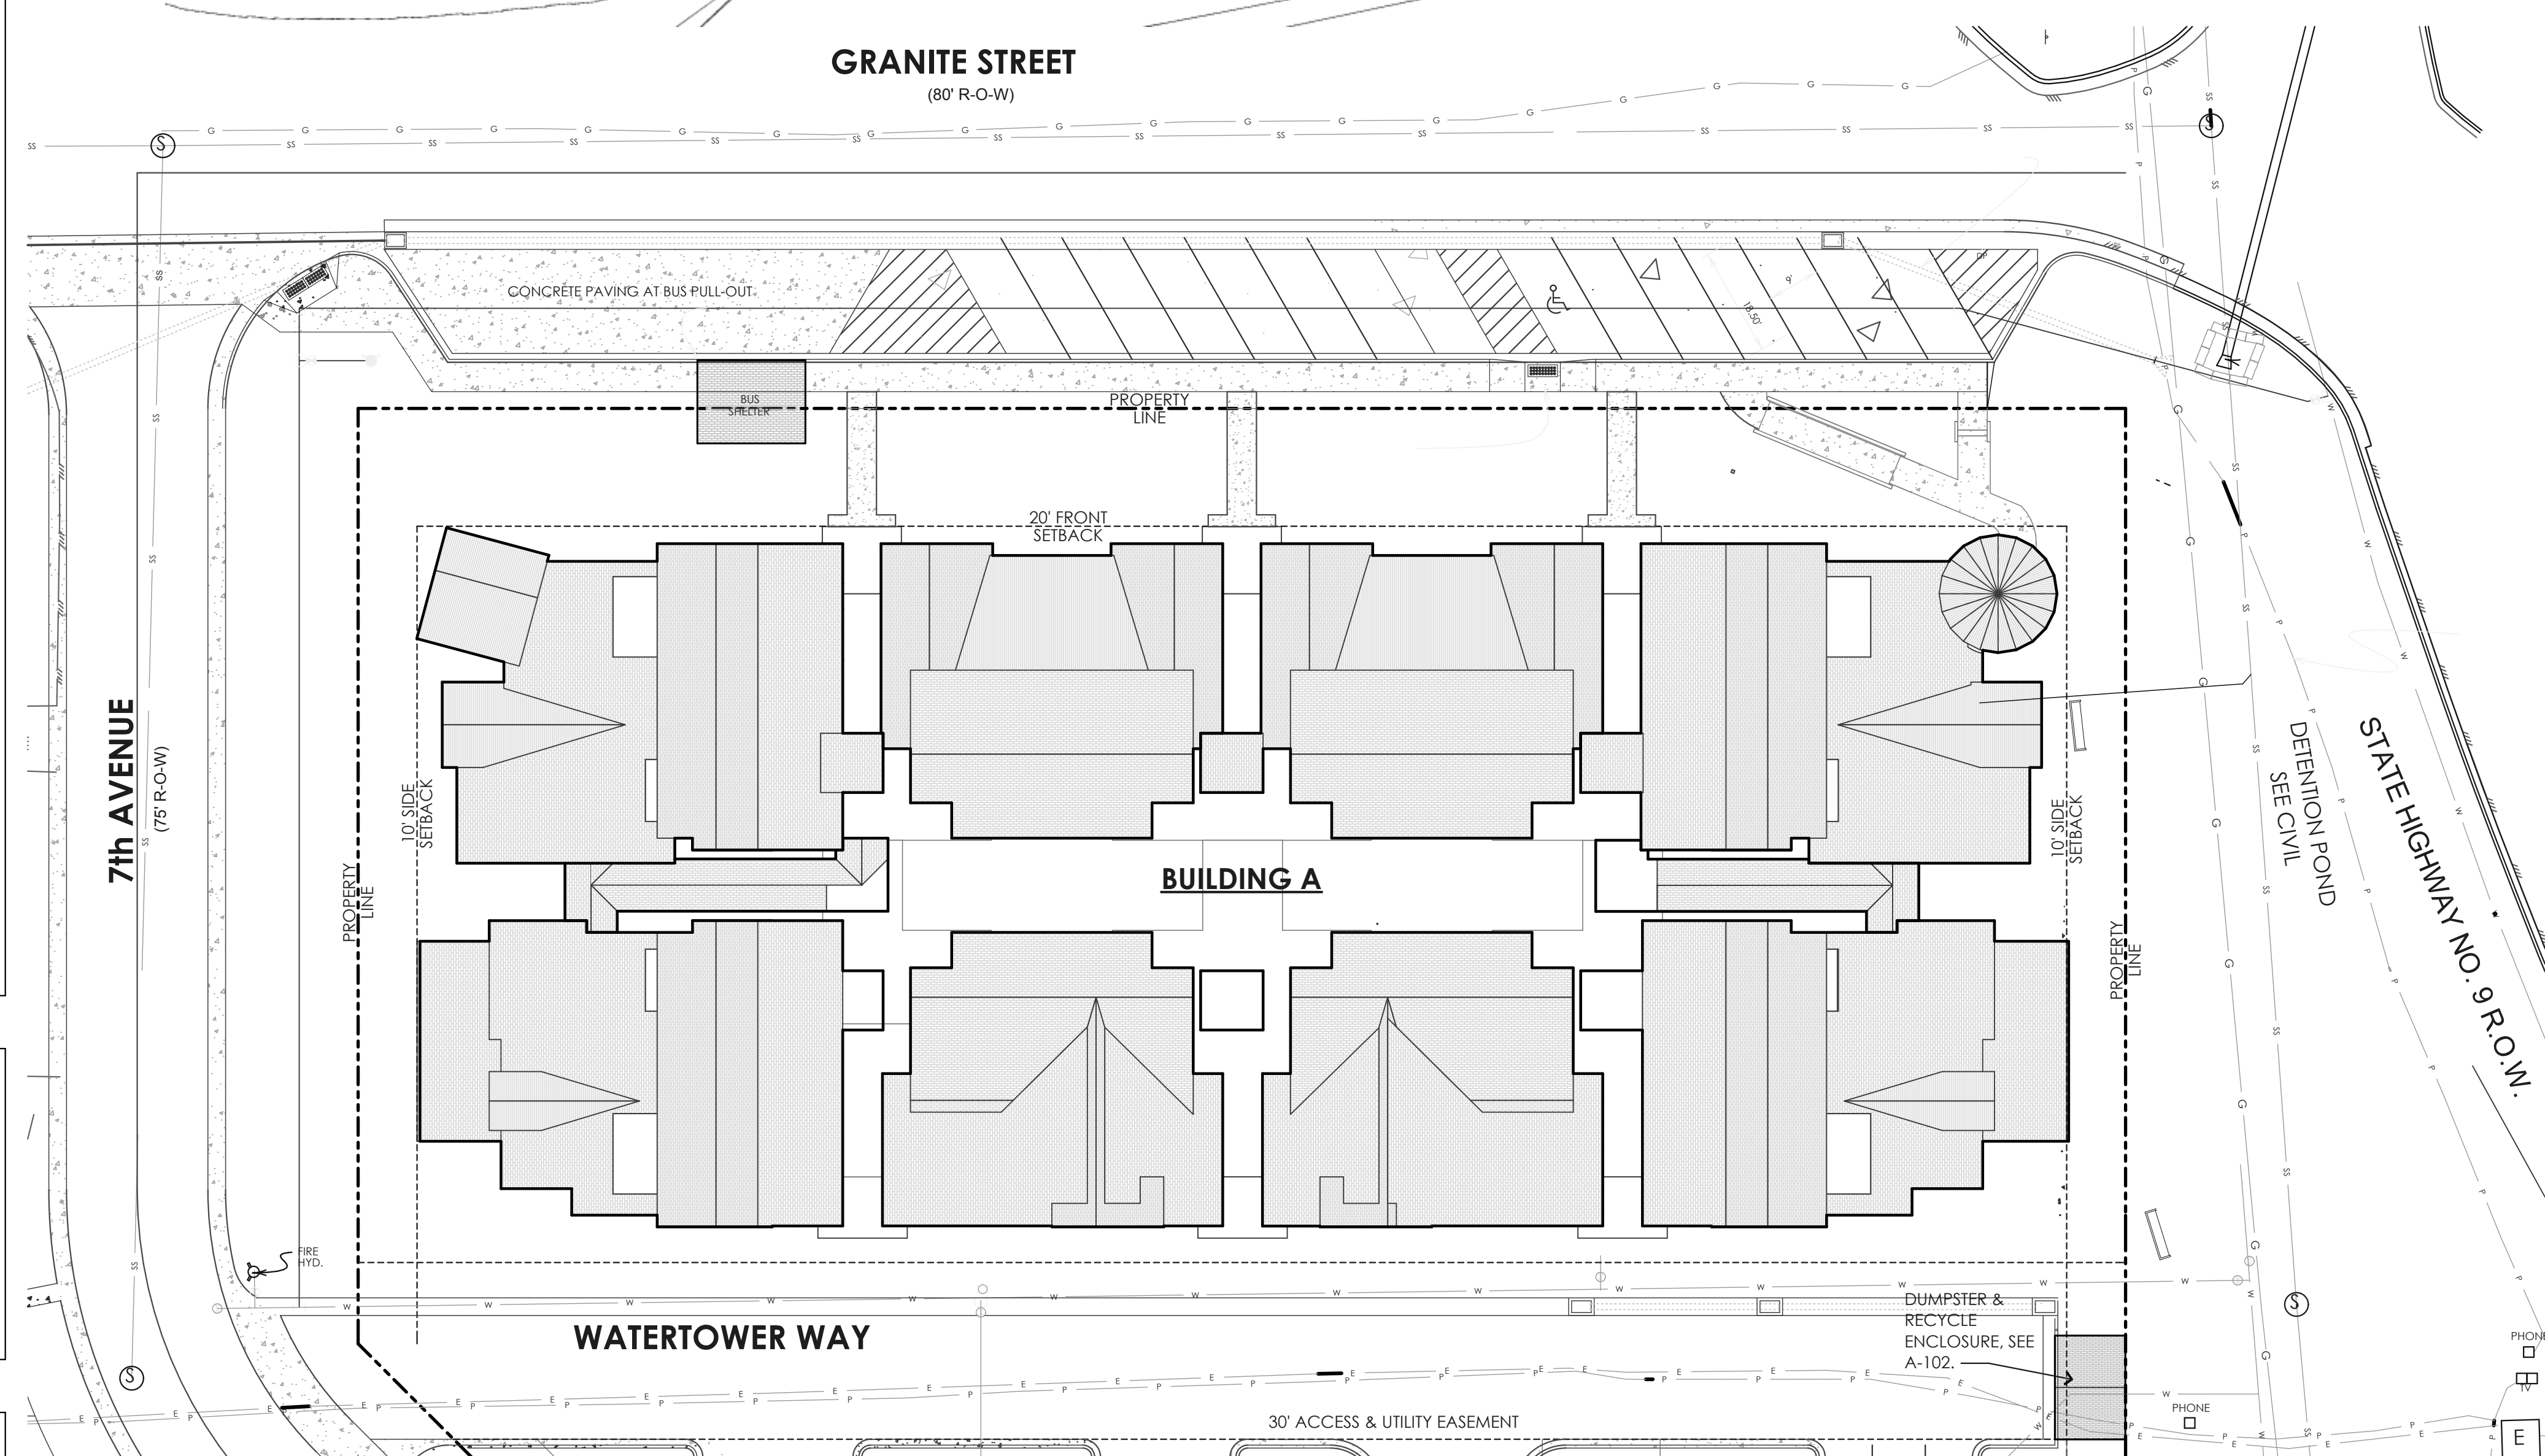 GRANITE STREET
(80' R-O-W)
CONCRETE PAVING AT BUS PULL-OUT
DP
9'
18.50'
BUS
SHELTER
PROPERTY
LINE
20' FRONT
SETBACK
7th AVENUE
(75' R-O-W)
10' SIDE
SETBACK
PROPERTY
LINE
BUILDING A
10' SIDE
SETBACK
PROPERTY
LINE
DETENTION POND
SEE CIVIL
STATE HIGHWAY NO. 9 R.O.W.
FIRE
HYD.
WATERTOWER WAY
DUMPSTER &
RECYCLE
ENCLOSURE, SEE
A-102.
30' ACCESS & UTILITY EASEMENT
PHONE
PHONE
TV
E